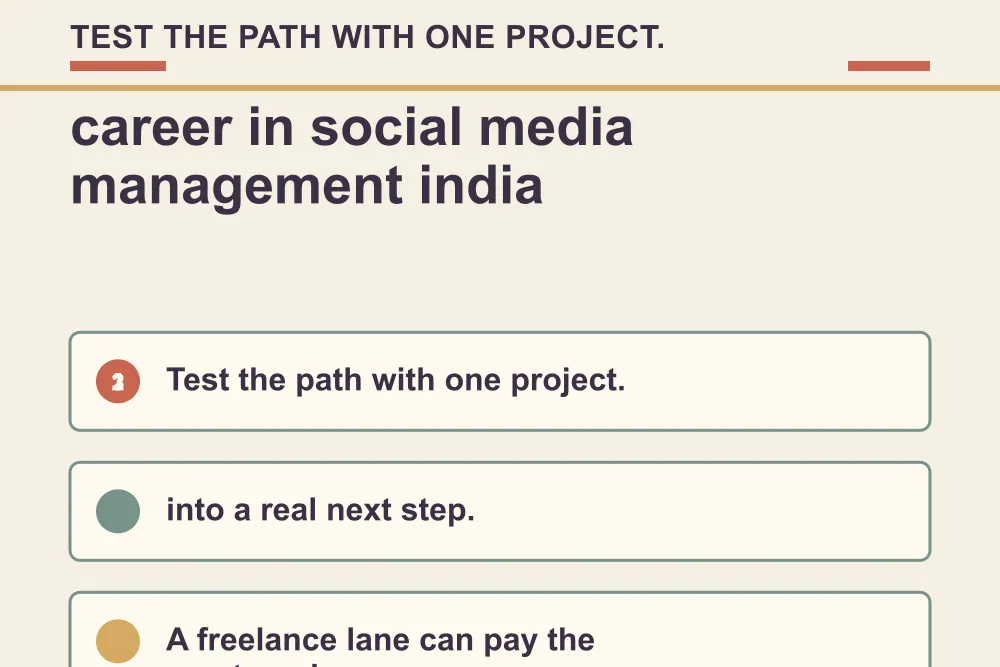 TEST THE PATH WITH ONE PROJECT.
career in social media
management india
Test the path with one project.
into a real next step.
A freelance lane can pay the